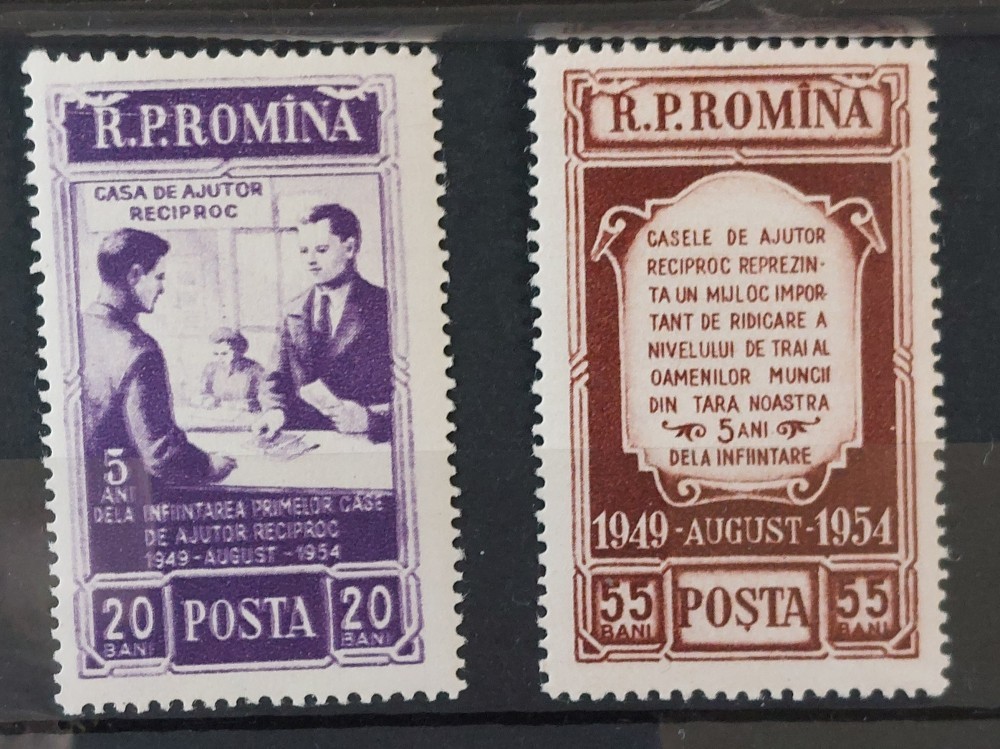 R.P.ROMÎNA
CASA DE AJUTOR
RECIPROC
5
ANI
DELA INFIINTAREA PRIMELOR CASE
DE AJUTOR RECIPROC
1949-AUGUST-1954
20 POSTA 20
BANI BANI
R.P.ROMÎNA
CASELE DE AJUTOR
RECIPROC REPREZIN-
TA UN MIJLOC IMPOR-
TANT DE RIDICARE A
NIVELULUI DE TRAI AL
OAMENILOR MUNCII
DIN TARA NOASTRA
5 ANI
DELA INFIINTARE
1949-AUGUST-1954
55 POȘTA 55
BANI BANI